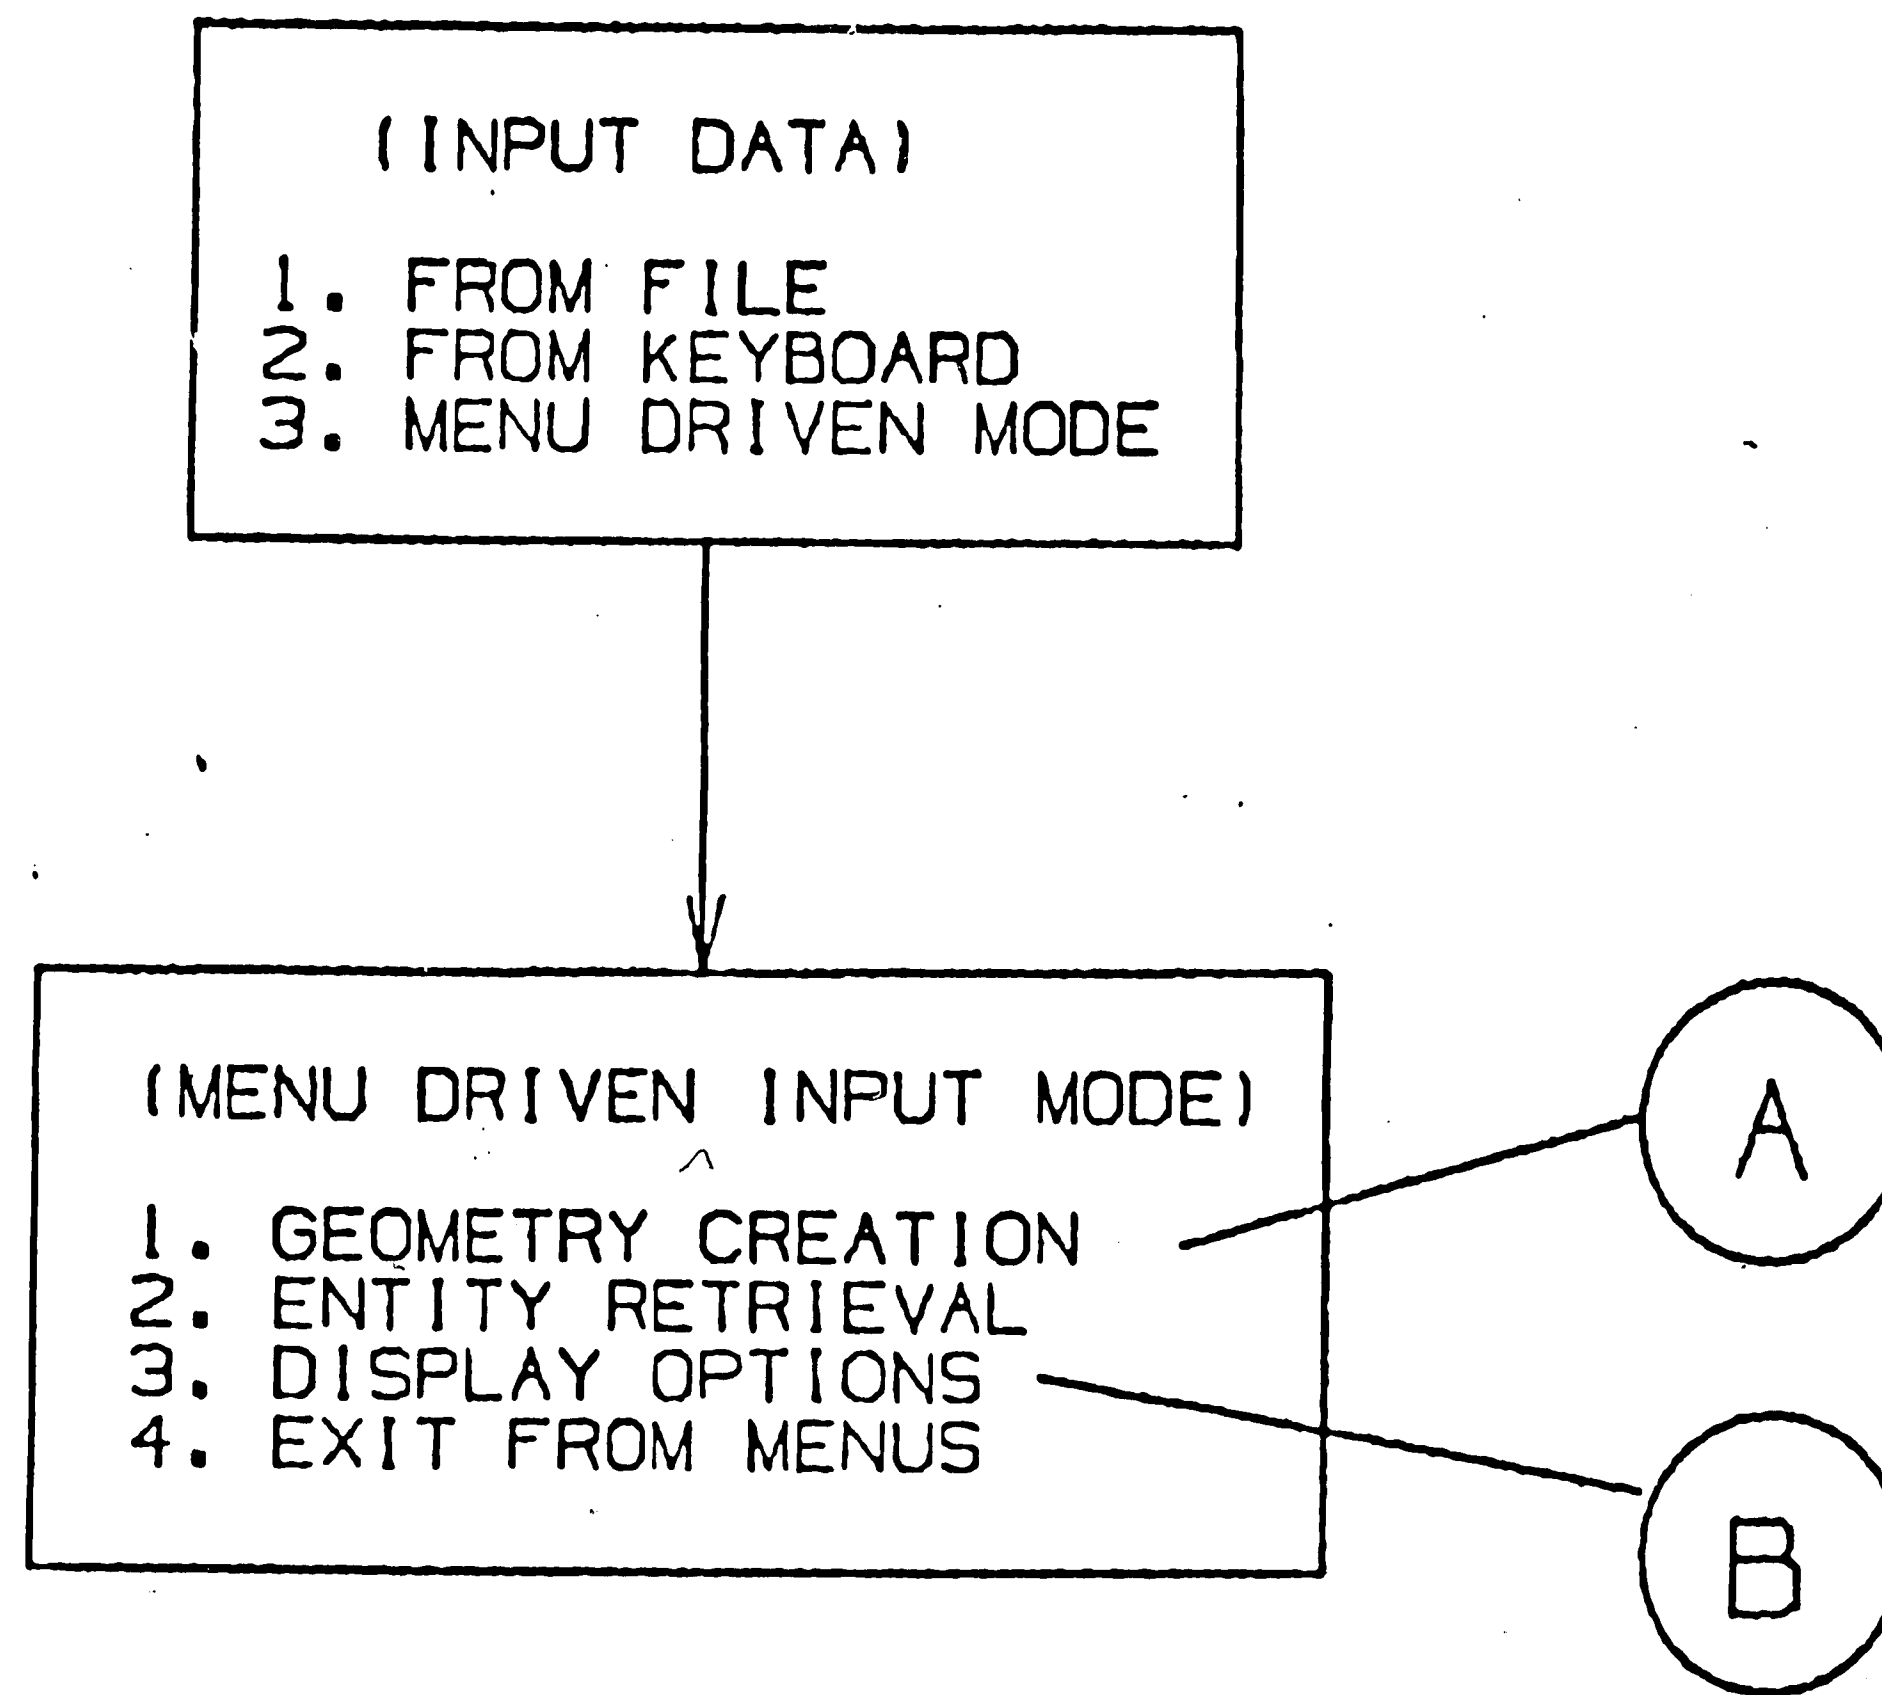 (INPUT DATA)
1. FROM FILE
2. FROM KEYBOARD
3. MENU DRIVEN MODE
(MENU DRIVEN INPUT MODE)
1. GEOMETRY CREATION
2. ENTITY RETRIEVAL
3. DISPLAY OPTIONS
4. EXIT FROM MENUS
A
B